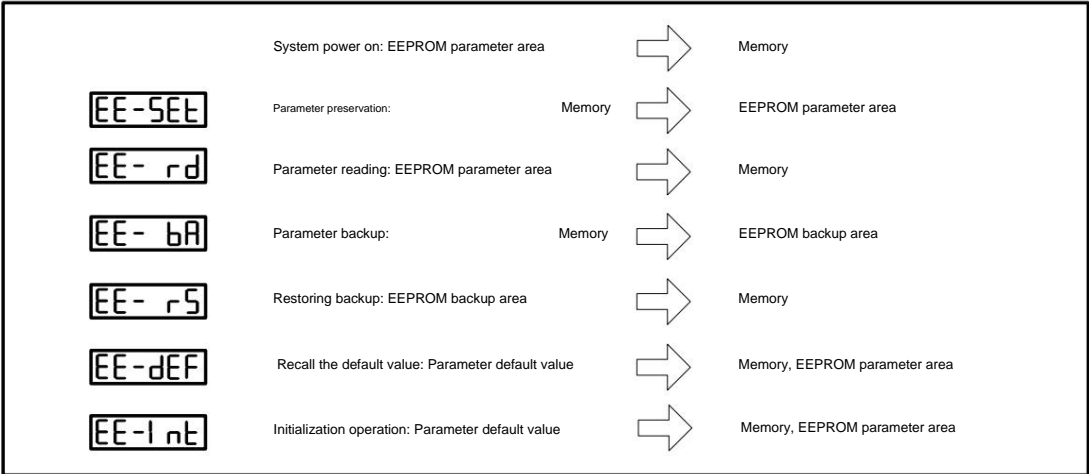 System power on: EEPROM parameter area Memory
EE-SEt Parameter preservation: Memory EEPROM parameter area
EE- rd Parameter reading: EEPROM parameter area Memory
EE- bA Parameter backup: Memory EEPROM backup area
EE- rS Restoring backup: EEPROM backup area Memory
EE-dEF Recall the default value: Parameter default value Memory, EEPROM parameter area
EE-Int Initialization operation: Parameter default value Memory, EEPROM parameter area